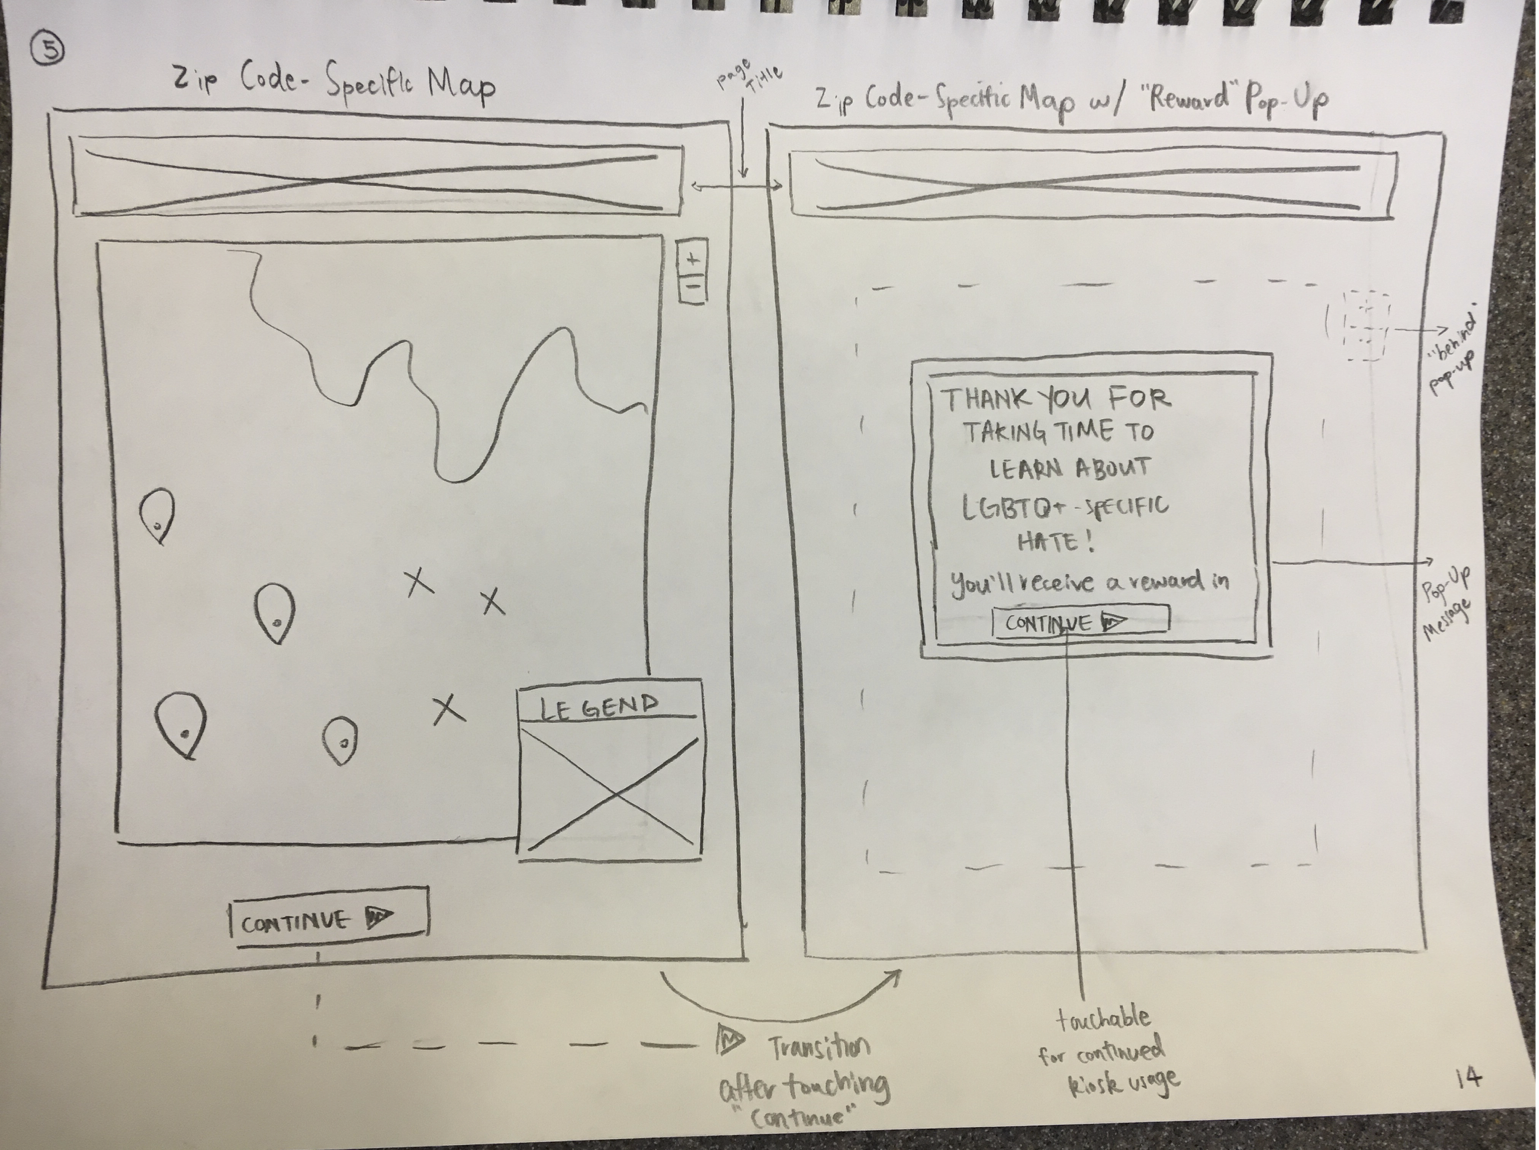 5
Zip Code-Specific Map
page
Title
Zip Code-Specific Map w/ "Reward" Pop-Up
+
-
"behind"
pop-up
THANK YOU FOR
TAKING TIME TO
LEARN ABOUT
LGBTQ+-SPECIFIC
HATE!
You'll receive a reward in
CONTINUE
Pop-Up
Message
LEGEND
CONTINUE
Transition
after touching
"Continue"
touchable
for continued
kiosk usage
14